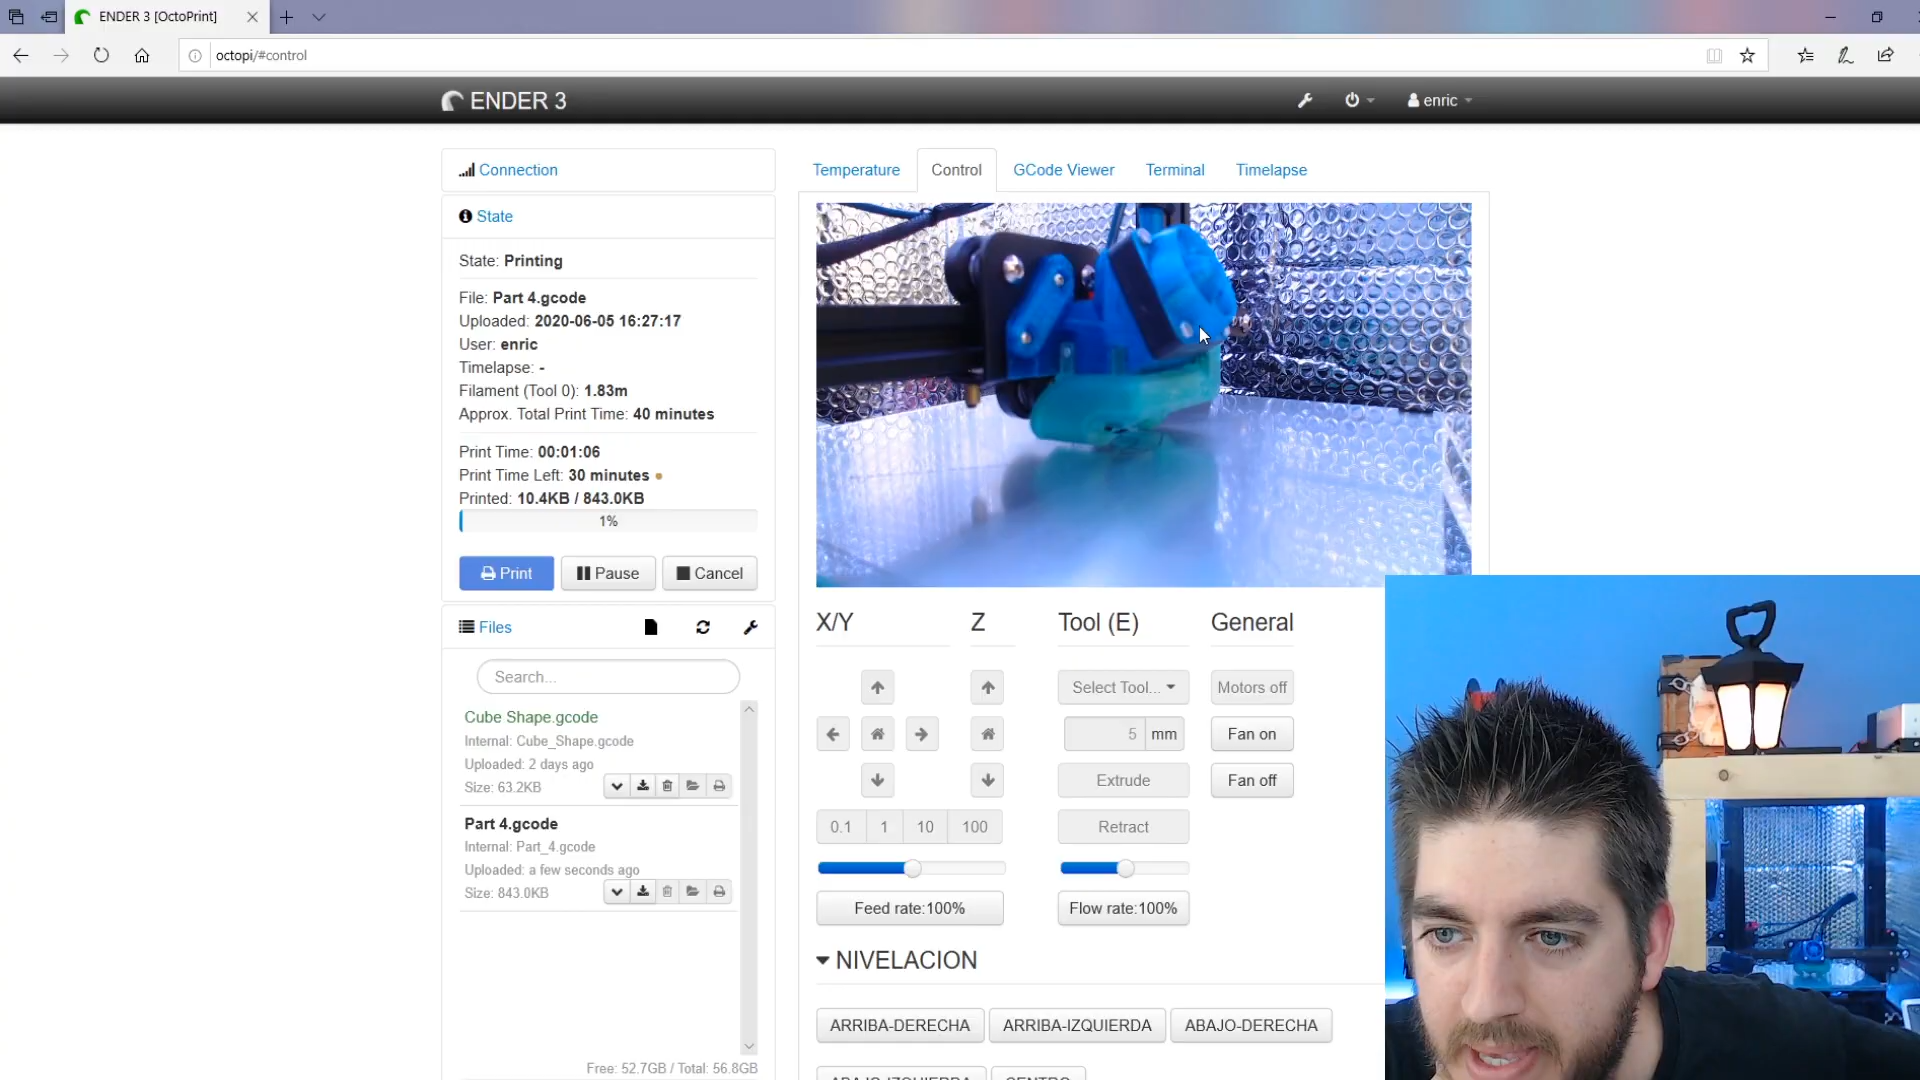 ENDER 3 [OctoPrint]
octopi/#control
ENDER 3
enric
Connection
State
State: Printing
File: Part 4.gcode
Uploaded: 2020-06-05 16:27:17
User: enric
Timelapse: -
Filament (Tool 0): 1.83m
Approx. Total Print Time: 40 minutes
Print Time: 00:01:06
Print Time Left: 30 minutes
Printed: 10.4KB / 843.0KB
1%
Print Pause Cancel
Files
Search...
Cube Shape.gcode
Internal: Cube_Shape.gcode
Uploaded: 2 days ago
Size: 63.2KB
Part 4.gcode
Internal: Part_4.gcode
Uploaded: a few seconds ago
Size: 843.0KB
Free: 52.7GB / Total: 56.8GB
Temperature Control GCode Viewer Terminal Timelapse
X/Y Z Tool (E) General
Select Tool... Motors off
5 mm Fan on
Extrude Fan off
0.1 1 10 100 Retract
Feed rate:100% Flow rate:100%
NIVELACION
ARRIBA-DERECHA ARRIBA-IZQUIERDA ABAJO-DERECHA
ABAJO-IZQUIERDA CENTRO